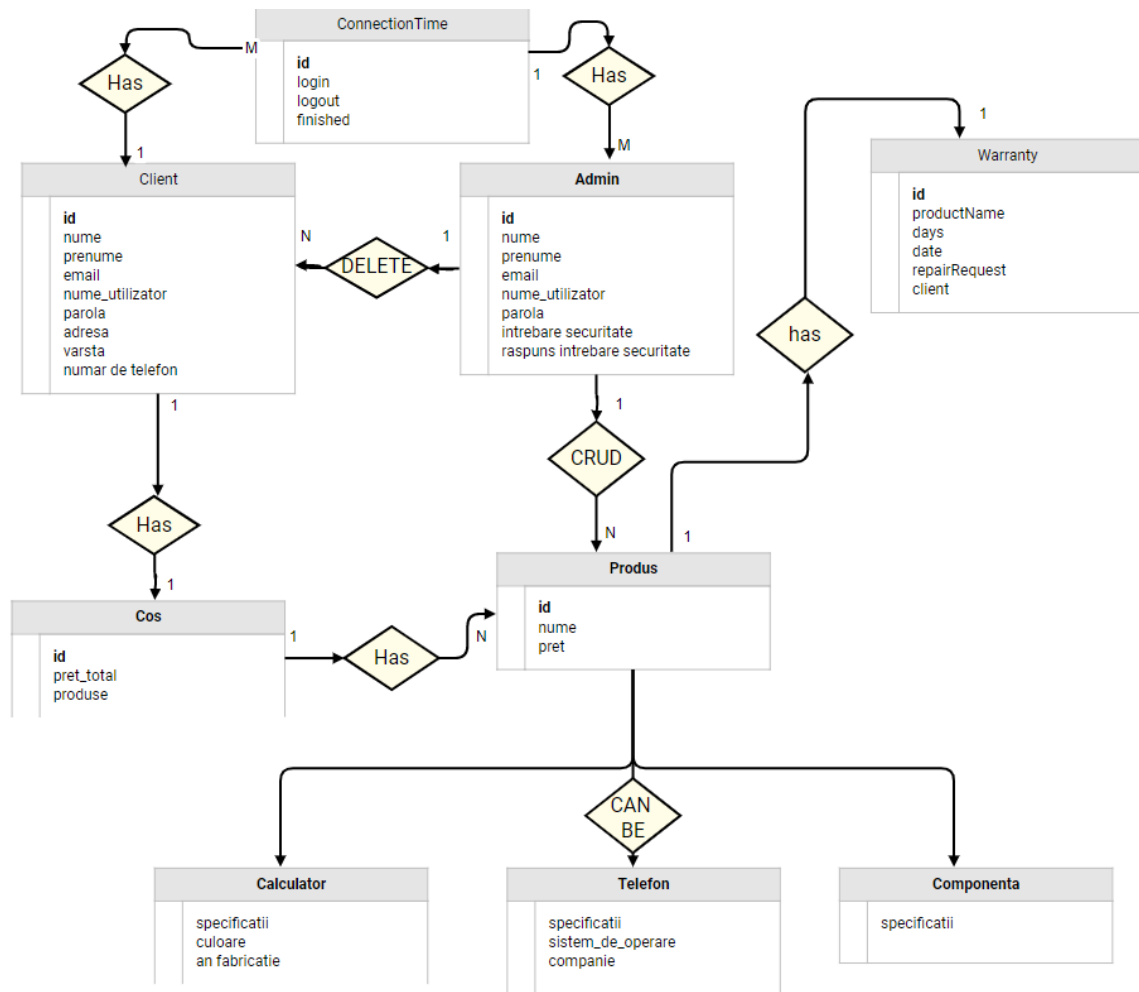 ConnectionTime
id
login
logout
finished
M
1
Has
Has
1
M
Client
id
nume
prenume
email
nume_utilizator
parola
adresa
varsta
numar de telefon
N
DELETE
1
Admin
id
nume
prenume
email
nume_utilizator
parola
intrebare securitate
raspuns intrebare securitate
1
Warranty
id
productName
days
date
repairRequest
client
has
1
1
CRUD
N
1
Has
1
Cos
id
pret_total
produse
1
Has
N
Produs
id
nume
pret
CAN
BE
Calculator
specificatii
culoare
an fabricatie
Telefon
specificatii
sistem_de_operare
companie
Componenta
specificatii